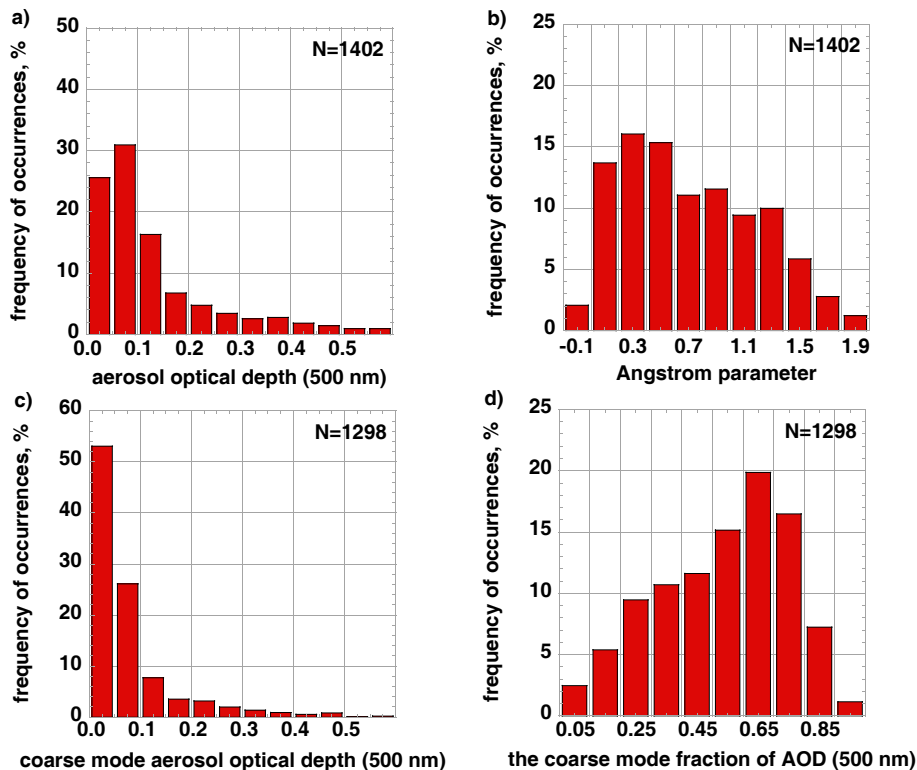 a)
50
40
30
20
10
0
frequency of occurrences, %
N=1402
0.0 0.1 0.2 0.3 0.4 0.5
aerosol optical depth (500 nm)
b)
25
20
15
10
5
0
frequency of occurrences, %
N=1402
-0.1 0.3 0.7 1.1 1.5 1.9
Angstrom parameter
c)
60
50
40
30
20
10
0
frequency of occurrences, %
N=1298
0.0 0.1 0.2 0.3 0.4 0.5
coarse mode aerosol optical depth (500 nm)
d)
25
20
15
10
5
0
frequency of occurrences, %
N=1298
0.05 0.25 0.45 0.65 0.85
the coarse mode fraction of AOD (500 nm)